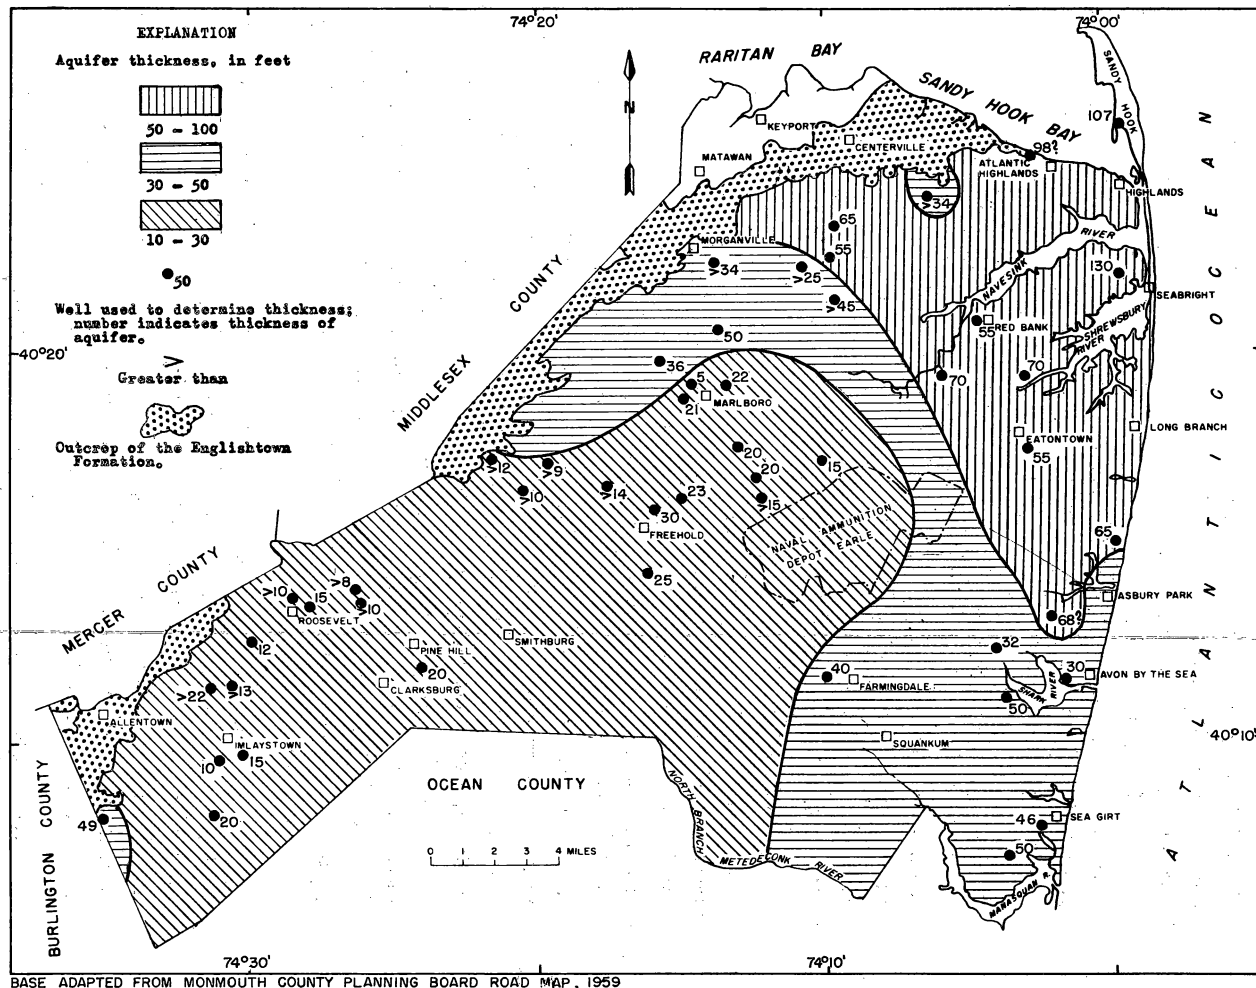 74°20'
74°00'
EXPLANATION
Aquifer thickness, in feet
50 - 100
30 - 50
10 - 30
50
Well used to determine thickness;
number indicates thickness of
aquifer.
>
Greater than
Outcrop of the Englishtown
Formation.
N
RARITAN BAY
SANDY HOOK BAY
SANDY HOOK
107
KEYPORT
CENTERVILLE
MATAWAN
98?
ATLANTIC
HIGHLANDS
HIGHLANDS
>34
65
RIVER
NAVESINK
MORGANVILLE
55
>34
>25
130
SEABRIGHT
>45
COUNTY
MIDDLESEX
50
55
RED BANK
SHREWSBURY
RIVER
40°20'
36
5
22
70
70
21
MARLBORO
LONG BRANCH
EATONTOWN
55
20
15
>12
>9
20
>10
>14
23
>15
30
FREEHOLD
NAVAL AMMUNITION
DEPOT EARLE
65
25
MERCER COUNTY
>10
15
>8
>10
ROOSEVELT
ASBURY PARK
68?
12
SMITHBURG
PINE HILL
20
CLARKSBURG
32
40
FARMINGDALE
30
AVON BY THE SEA
SHARK
RIVER
50
>22
>13
ALLENTOWN
IMLAYSTOWN
10
15
SQUANKUM
40°10'
OCEAN COUNTY
BURLINGTON COUNTY
49
20
NORTH BRANCH
METEDECONK
RIVER
46
SEA GIRT
50
MANASQUAN R.
ATLANTIC OCEAN
0 1 2 3 4 MILES
74°30'
74°10'
BASE ADAPTED FROM MONMOUTH COUNTY PLANNING BOARD ROAD MAP, 1959